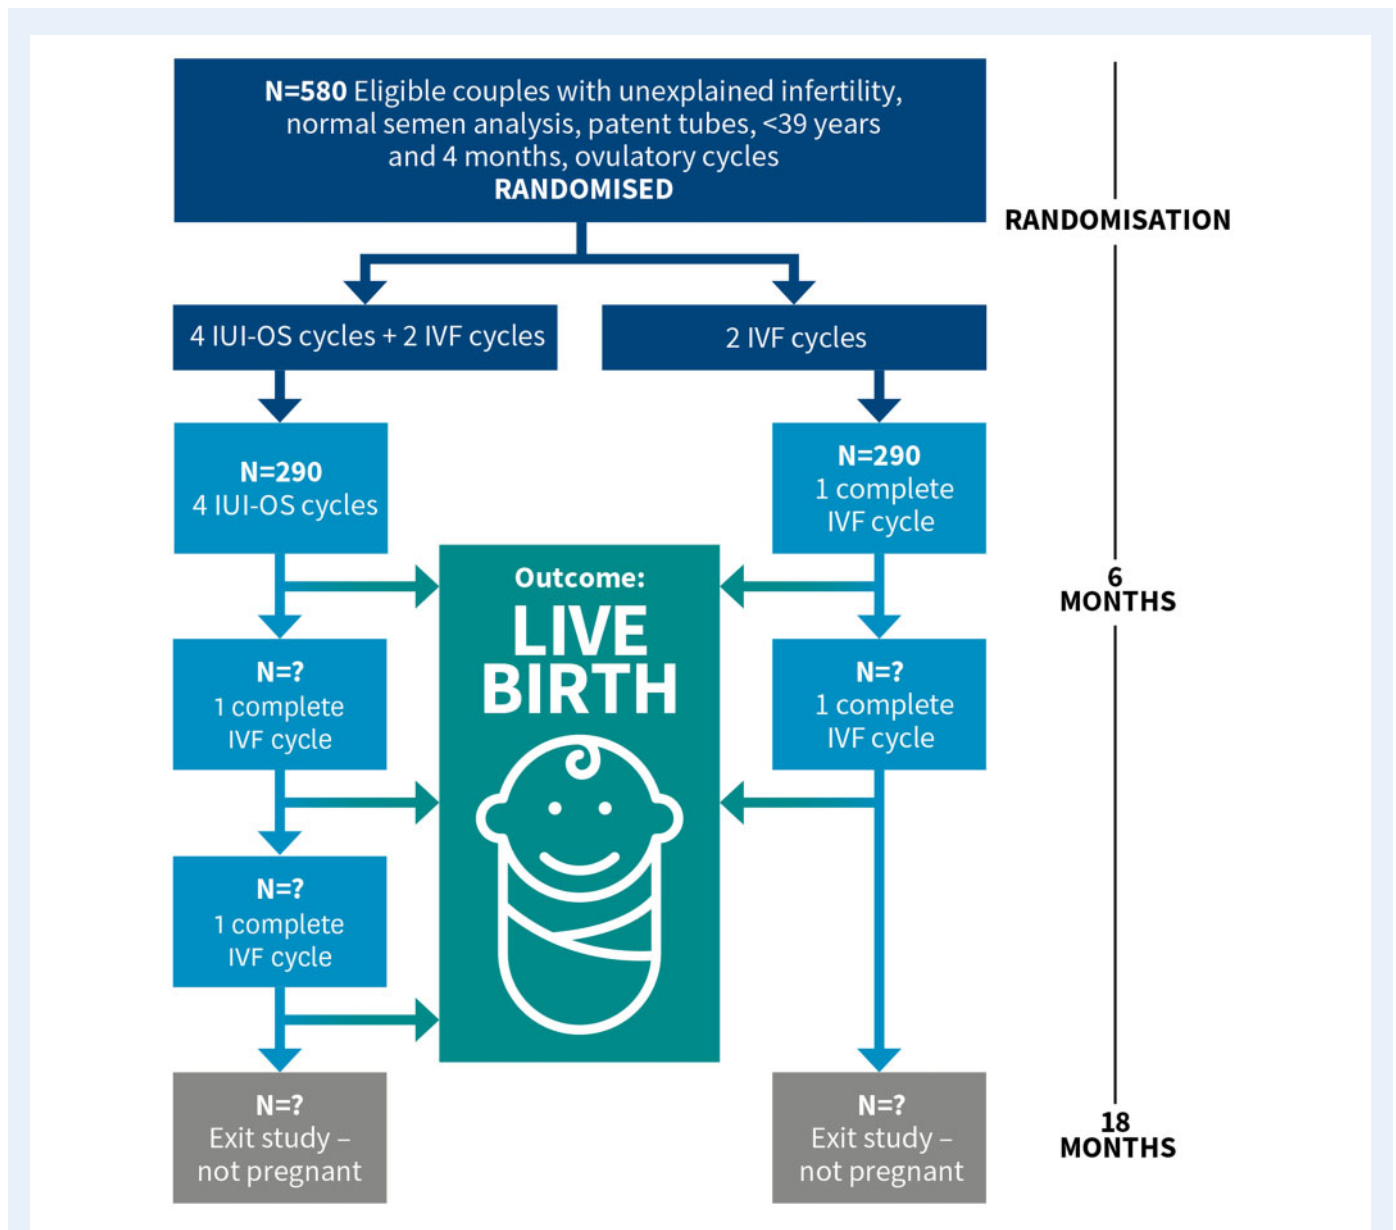 N=580 Eligible couples with unexplained infertility,
normal semen analysis, patent tubes, <39 years
and 4 months, ovulatory cycles
RANDOMISED
RANDOMISATION
4 IUI-OS cycles + 2 IVF cycles
2 IVF cycles
N=290
4 IUI-OS cycles
N=290
1 complete
IVF cycle
Outcome:
LIVE
BIRTH
6
MONTHS
N=?
1 complete
IVF cycle
N=?
1 complete
IVF cycle
N=?
1 complete
IVF cycle
N=?
Exit study –
not pregnant
N=?
Exit study –
not pregnant
18
MONTHS